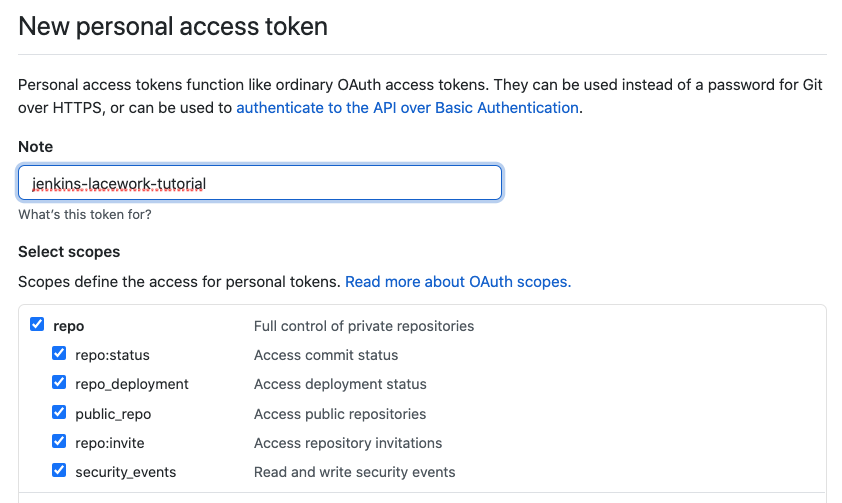 New personal access token
Personal access tokens function like ordinary OAuth access tokens. They can be used instead of a password for Git
over HTTPS, or can be used to authenticate to the API over Basic Authentication.
Note
jenkins-lacework-tutorial
What's this token for?
Select scopes
Scopes define the access for personal tokens. Read more about OAuth scopes.
repo Full control of private repositories
repo:status Access commit status
repo_deployment Access deployment status
public_repo Access public repositories
repo:invite Access repository invitations
security_events Read and write security events